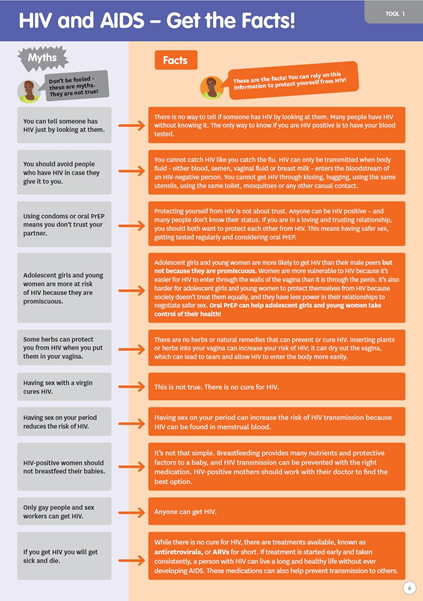 TOOL 1
HIV and AIDS – Get the Facts!
Myths
Don't be fooled -
these are myths.
They are not true!
Facts
These are the facts! You can rely on this
information to protect yourself from HIV!
You can tell someone has
HIV just by looking at them.
There is no way to tell if someone has HIV by looking at them. Many people have HIV
without knowing it. The only way to know if you are HIV positive is to have your blood
tested.
You should avoid people
who have HIV in case they
give it to you.
You cannot catch HIV like you catch the flu. HIV can only be transmitted when body
fluid - either blood, semen, vaginal fluid or breast milk - enters the bloodstream of
an HIV-negative person. You cannot get HIV through kissing, hugging, using the same
utensils, using the same toilet, mosquitoes or any other casual contact.
Using condoms or oral PrEP
means you don't trust your
partner.
Protecting yourself from HIV is not about trust. Anyone can be HIV positive – and
many people don't know their status. If you are in a loving and trusting relationship,
you should both want to protect each other from HIV. This means having safer sex,
getting tested regularly and considering oral PrEP.
Adolescent girls and young
women are more at risk
of HIV because they are
promiscuous.
Adolescent girls and young women are more likely to get HIV than their male peers but
not because they are promiscuous. Women are more vulnerable to HIV because it's
easier for HIV to enter through the walls of the vagina than it is through the penis. It's also
harder for adolescent girls and women to protect themselves from HIV because
society doesn't treat them equally, and they have less power in their relationships to
negotiate safer sex. Oral PrEP can help adolescent girls and young women take
control of their health!
Some herbs can protect
you from HIV when you put
them in your vagina.
There are no herbs or natural remedies that can prevent or cure HIV. Inserting plants
or herbs into your vagina can increase your risk of HIV; it can dry out the vagina,
which can lead to tears and allow HIV to enter the body more easily.
Having sex with a virgin
cures HIV.
This is not true. There is no cure for HIV.
Having sex on your period
reduces the risk of HIV.
Having sex on your period can increase the risk of HIV transmission because
HIV can be found in menstrual blood.
HIV-positive women should
not breastfeed their babies.
It's not that simple. Breastfeeding provides many nutrients and protective
factors to a baby, and HIV transmission can be prevented with the right
medication. HIV-positive mothers should work with their doctor to find the
best option.
Only gay people and sex
workers can get HIV.
Anyone can get HIV.
If you get HIV you will get
sick and die.
While there is no cure for HIV, there are treatments available, known as
antiretrovirals, or ARVs for short. If treatment is started early and taken
consistently, a person with HIV can live a long and healthy life without ever
developing AIDS. These medications can also help prevent transmission to others.
6